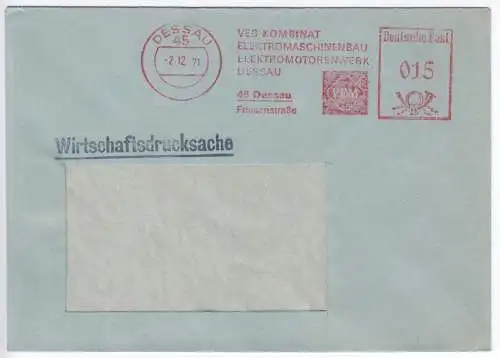 DESSAU
45
-2.12 71
VEB KOMBINAT
ELEKTROMASCHINENBAU
ELEKTROMOTORENWERK
DESSAU
45 Dessau
Deutsche Post
015
Wirtschaftsdrucksache